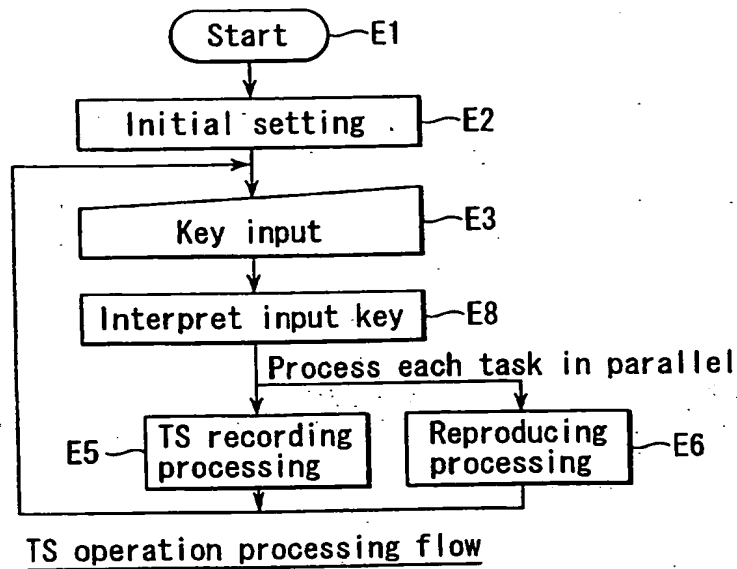 Start
E1
Initial setting
E2
Key input
E3
Interpret input key
E8
Process each task in parallel
E5
TS recording
processing
Reproducing
processing
E6
TS operation processing flow